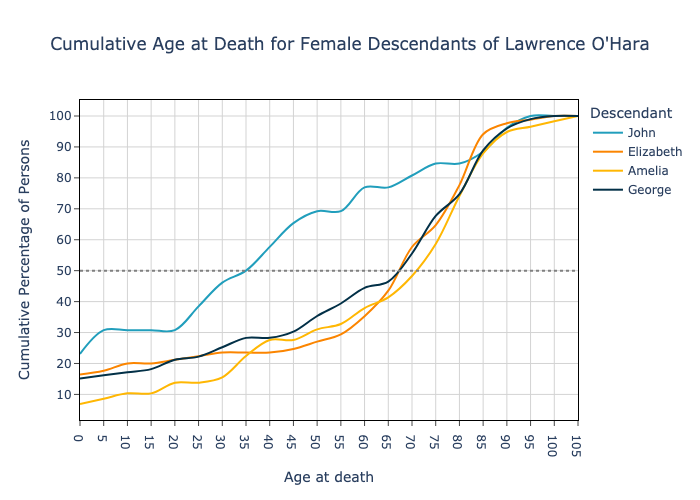 Cumulative Age at Death for Female Descendants of Lawrence O'Hara
Descendant
John
Elizabeth
Amelia
George
Cumulative Percentage of Persons
100
90
80
70
60
50
40
30
20
10
0 5 10 15 20 25 30 35 40 45 50 55 60 65 70 75 80 85 90 95 100 105
Age at death